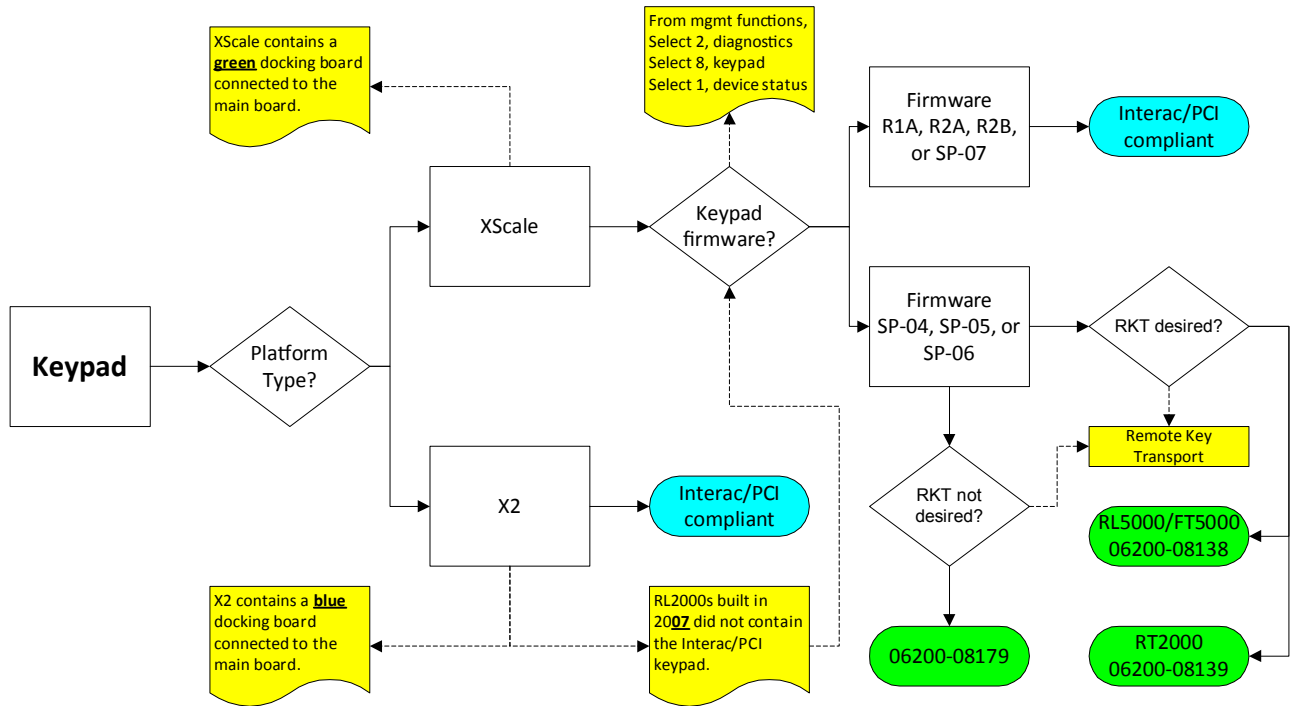 XScale contains a
green docking board
connected to the
main board.
From mgmt functions,
Select 2, diagnostics
Select 8, keypad
Select 1, device status
Firmware
R1A, R2A, R2B,
or SP-07
Interac/PCI
compliant
XScale
Keypad
firmware?
Firmware
SP-04, SP-05, or
SP-06
RKT desired?
Keypad
Platform
Type?
Remote Key
Transport
X2
Interac/PCI
compliant
RKT not
desired?
RL5000/FT5000
06200-08138
X2 contains a blue
docking board
connected to the
main board.
RL2000s built in
2007 did not contain
the Interac/PCI
keypad.
06200-08179
RT2000
06200-08139